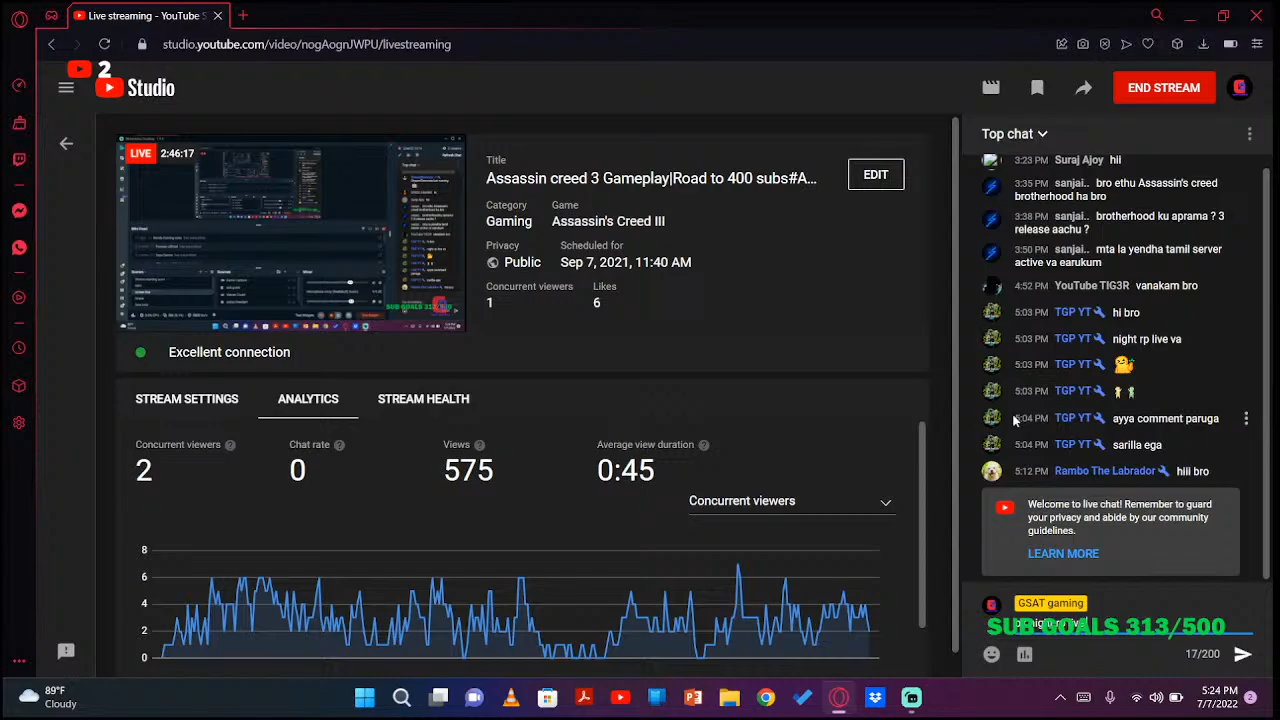 Live streaming - YouTube S
studio.youtube.com/video/nogAognJWPU/livestreaming
2
Studio
END STREAM
LIVE 2:46:17
Title
Assassin creed 3 Gameplay|Road to 400 subs#A...
EDIT
Category Game
Gaming Assassin's Creed III
Privacy Scheduled for
Public Sep 7, 2021, 11:40 AM
Concurrent viewers Likes
1 6
Excellent connection
STREAM SETTINGS ANALYTICS STREAM HEALTH
Concurrent viewers Chat rate Views Average view duration
2 0 575 0:45
Concurrent viewers
8
6
4
2
0
Top chat
3:23 PM Suraj Ajoy hii
3:35 PM sanjai.. bro intha Assasins creed
brotherhood ah bro
3:48 PM sanjai.. brotherhood ku apram a ? 3
release anathu ?
3:50 PM sanjai.. mta la yendha tamil server
active va earukum
YouTube vanakam bro
5:03 PM TGP YT hi bro
5:03 PM TGP YT night rp live va
5:03 PM TGP YT
5:03 PM TGP YT
5:04 PM TGP YT ayya comment paruga
5:04 PM TGP YT sarilla ega
5:12 PM Rambo The Labrador hiii bro
Welcome to live chat! Remember to guard
your privacy and abide by our community
guidelines.
LEARN MORE
GSAT gaming
SUB GOALS 313/500
17/200
89°F
Cloudy
5:24 PM
7/7/2022
2